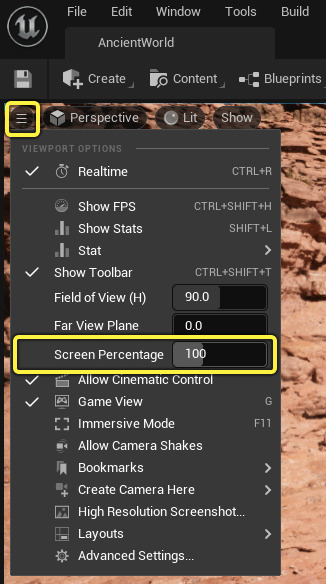 File Edit Window Tools Build
AncientWorld
Create Content Blueprints
Perspective Lit Show
VIEWPORT OPTIONS
Realtime CTRL+R
Show FPS CTRL+SHIFT+H
Show Stats SHIFT+L
Stat
Show Toolbar CTRL+SHIFT+T
Field of View (H) 90.0
Far View Plane 0.0
Screen Percentage 100
Allow Cinematic Control
Game View G
Immersive Mode F11
Allow Camera Shakes
Bookmarks
Create Camera Here
High Resolution Screenshot...
Layouts
Advanced Settings...